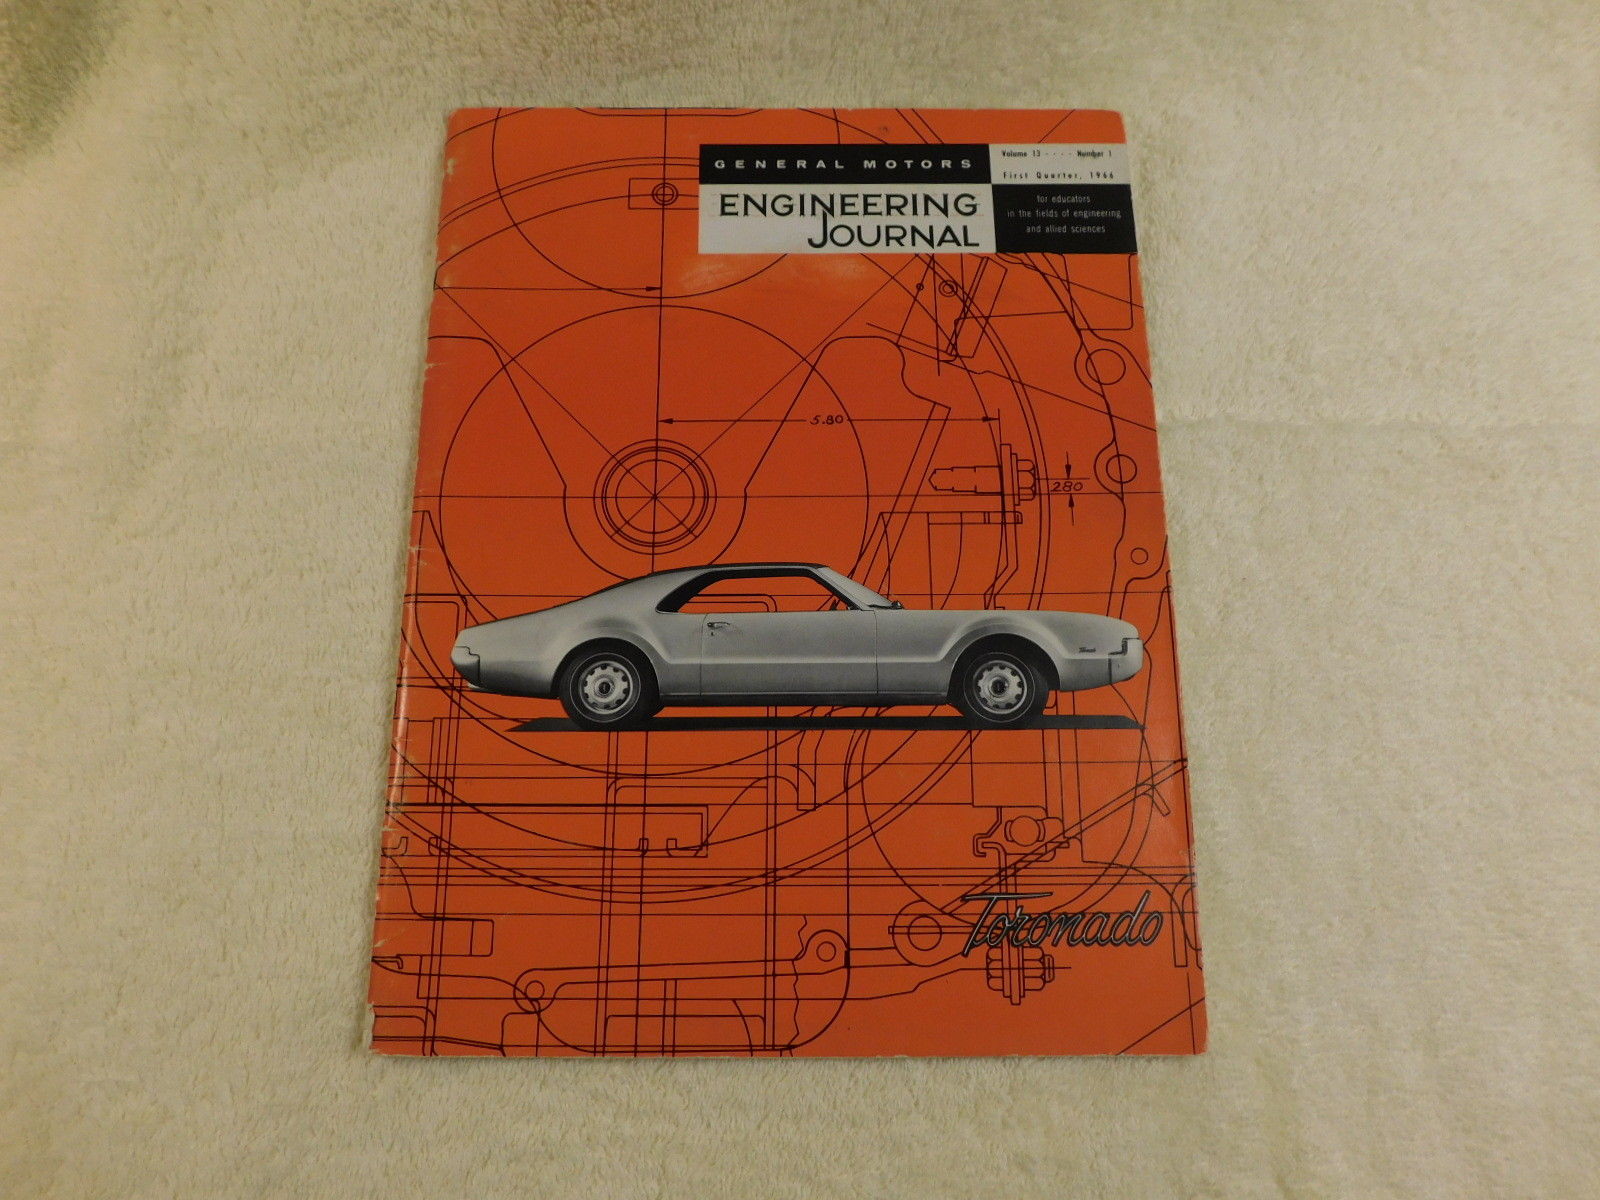 GENERAL MOTORS
ENGINEERING
JOURNAL
Volume 13 - - - - Number 1
First Quarter, 1966
for educators
in the fields of engineering
and allied sciences
5.80
.280
Toronado
Toronado